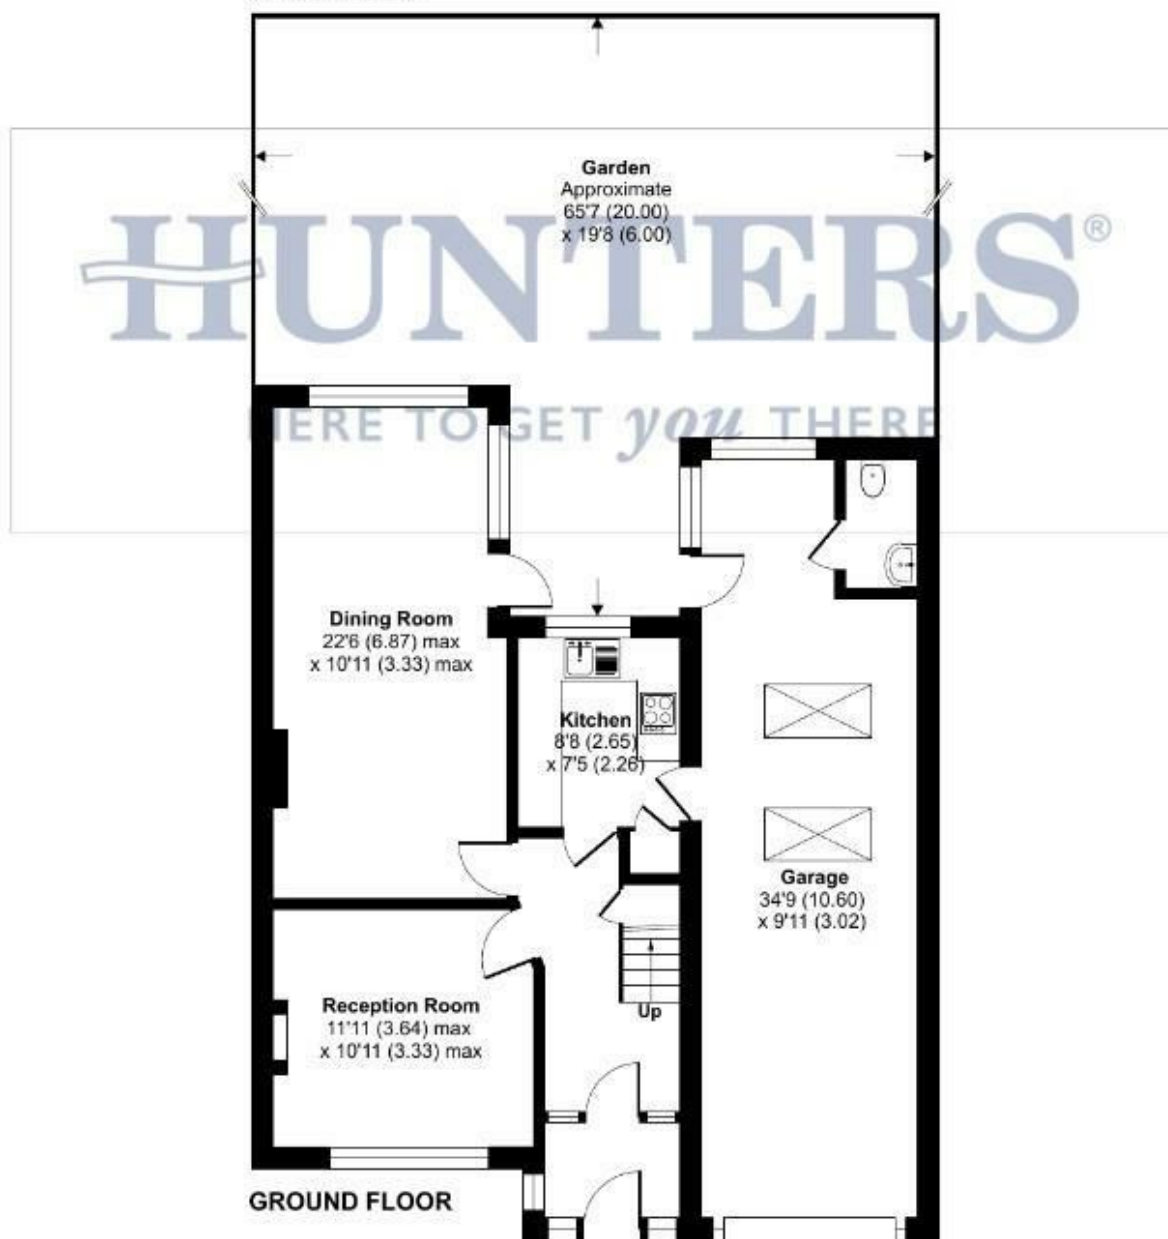 Garden
Approximate
65'7 (20.00)
x 19'8 (6.00)
HUNTERS®
HERE TO GET you THERE
Dining Room
22'6 (6.87) max
x 10'11 (3.33) max
Kitchen
8'8 (2.65)
x 7'5 (2.26)
Garage
34'9 (10.60)
x 9'11 (3.02)
Reception Room
11'11 (3.64) max
x 10'11 (3.33) max
Up
GROUND FLOOR